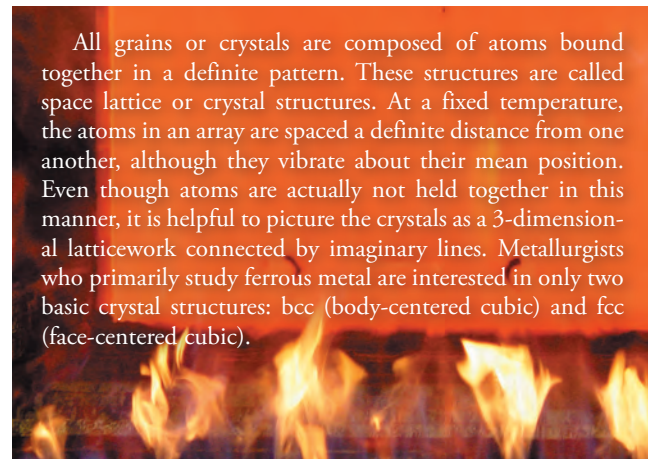 All grains or crystals are composed of atoms bound
together in a definite pattern. These structures are called
space lattice or crystal structures. At a fixed temperature,
the atoms in an array are spaced a definite distance from one
another, although they vibrate about their mean position.
Even though atoms are actually not held together in this
manner, it is helpful to picture the crystals as a 3-dimension-
al latticework connected by imaginary lines. Metallurgists
who primarily study ferrous metal are interested in only two
basic crystal structures: bcc (body-centered cubic) and fcc
(face-centered cubic).